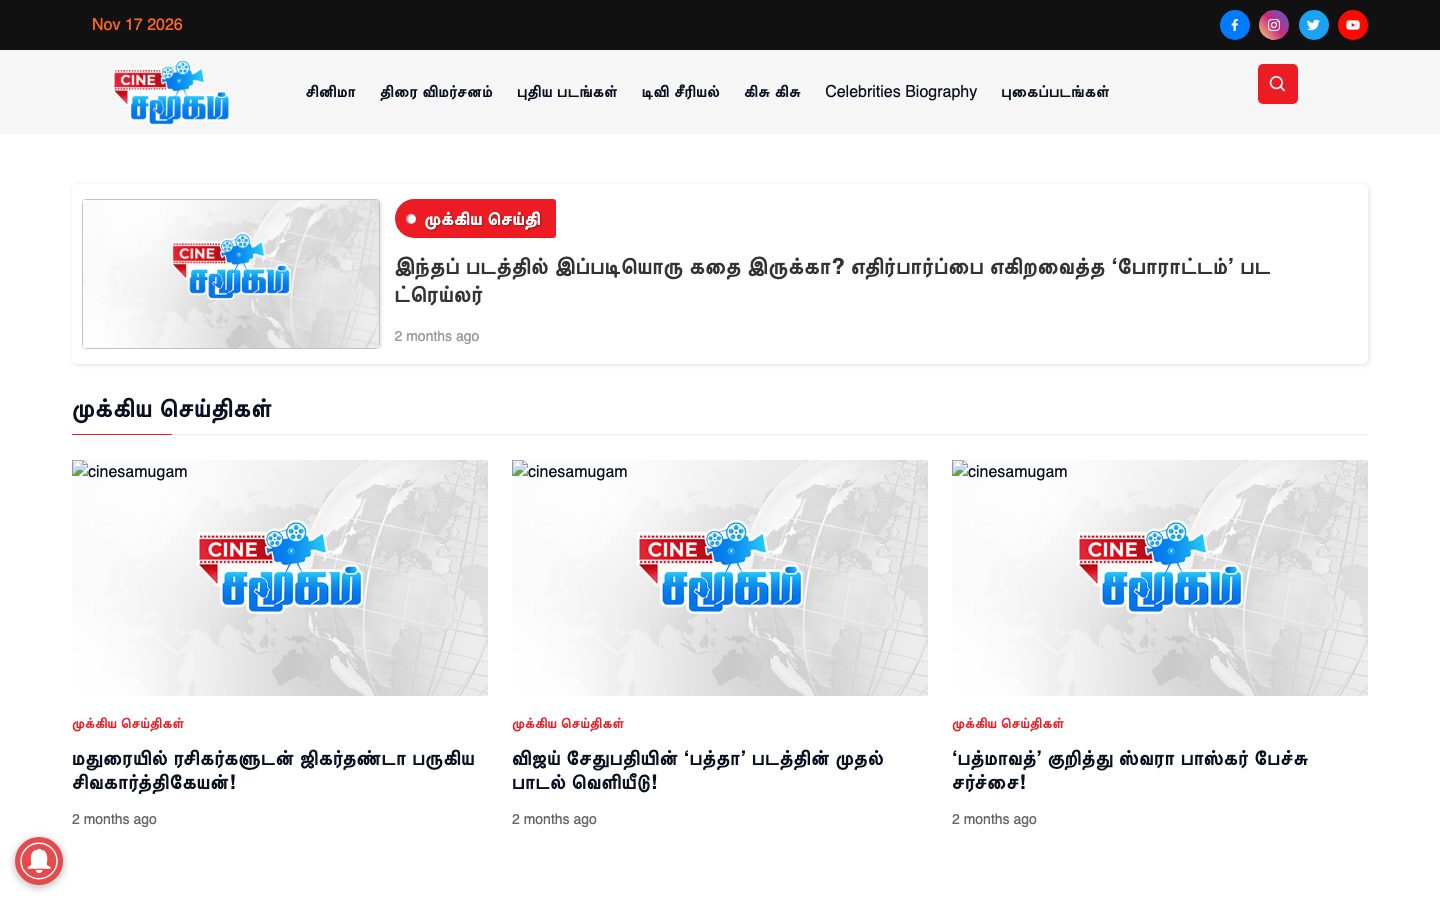 Nov 17 2026
CINE
சமூகம்
சினிமா
திரை விமர்சனம்
புதிய படங்கள்
டிவி சீரியல்
கிசு கிசு
Celebrities Biography
புகைப்படங்கள்
CINE
சமூகம்
முக்கிய செய்தி
இந்தப் படத்தில் இப்படியொரு கதை இருக்கா? எதிர்பார்ப்பை எகிறவைத்த ‘போராட்டம்’ பட
ட்ரெய்லர்
2 months ago
முக்கிய செய்திகள்
cinesamugam
CINE
சமூகம்
முக்கிய செய்திகள்
மதுரையில் ரசிகர்களுடன் ஜிகர்தண்டா பருகிய
சிவகார்த்திகேயன்!
2 months ago
cinesamugam
CINE
சமூகம்
முக்கிய செய்திகள்
விஜய் சேதுபதியின் ‘பத்தா’ படத்தின் முதல்
பாடல் வெளியீடு!
2 months ago
cinesamugam
CINE
சமூகம்
முக்கிய செய்திகள்
‘பத்மாவத்’ குறித்து ஸ்வரா பாஸ்கர் பேச்சு
சர்ச்சை!
2 months ago